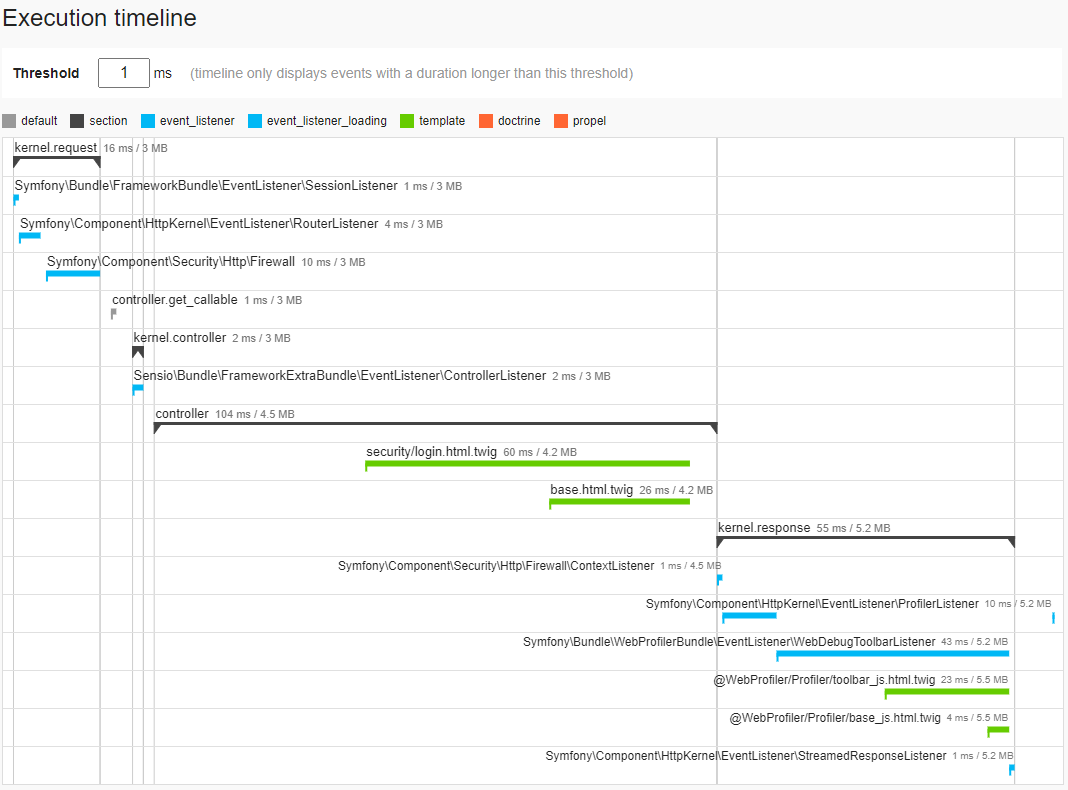 Execution timeline
Threshold 1 ms (timeline only displays events with a duration longer than this threshold)
default section event_listener event_listener_loading template doctrine propel
kernel.request 16 ms / 3 MB
Symfony\Bundle\FrameworkBundle\EventListener\SessionListener 1 ms / 3 MB
Symfony\Component\HttpKernel\EventListener\RouterListener 4 ms / 3 MB
Symfony\Component\Security\Http\Firewall 10 ms / 3 MB
controller.get_callable 1 ms / 3 MB
kernel.controller 2 ms / 3 MB
Sensio\Bundle\FrameworkExtraBundle\EventListener\ControllerListener 2 ms / 3 MB
controller 104 ms / 4.5 MB
security/login.html.twig 60 ms / 4.2 MB
base.html.twig 26 ms / 4.2 MB
kernel.response 55 ms / 5.2 MB
Symfony\Component\Security\Http\Firewall\ContextListener 1 ms / 4.5 MB
Symfony\Component\HttpKernel\EventListener\ProfilerListener 10 ms / 5.2 MB
Symfony\Bundle\WebProfilerBundle\EventListener\WebDebugToolbarListener 43 ms / 5.2 MB
@WebProfiler/Profiler/toolbar_js.html.twig 23 ms / 5.5 MB
@WebProfiler/Profiler/base_js.html.twig 4 ms / 5.5 MB
Symfony\Component\HttpKernel\EventListener\StreamedResponseListener 1 ms / 5.2 MB